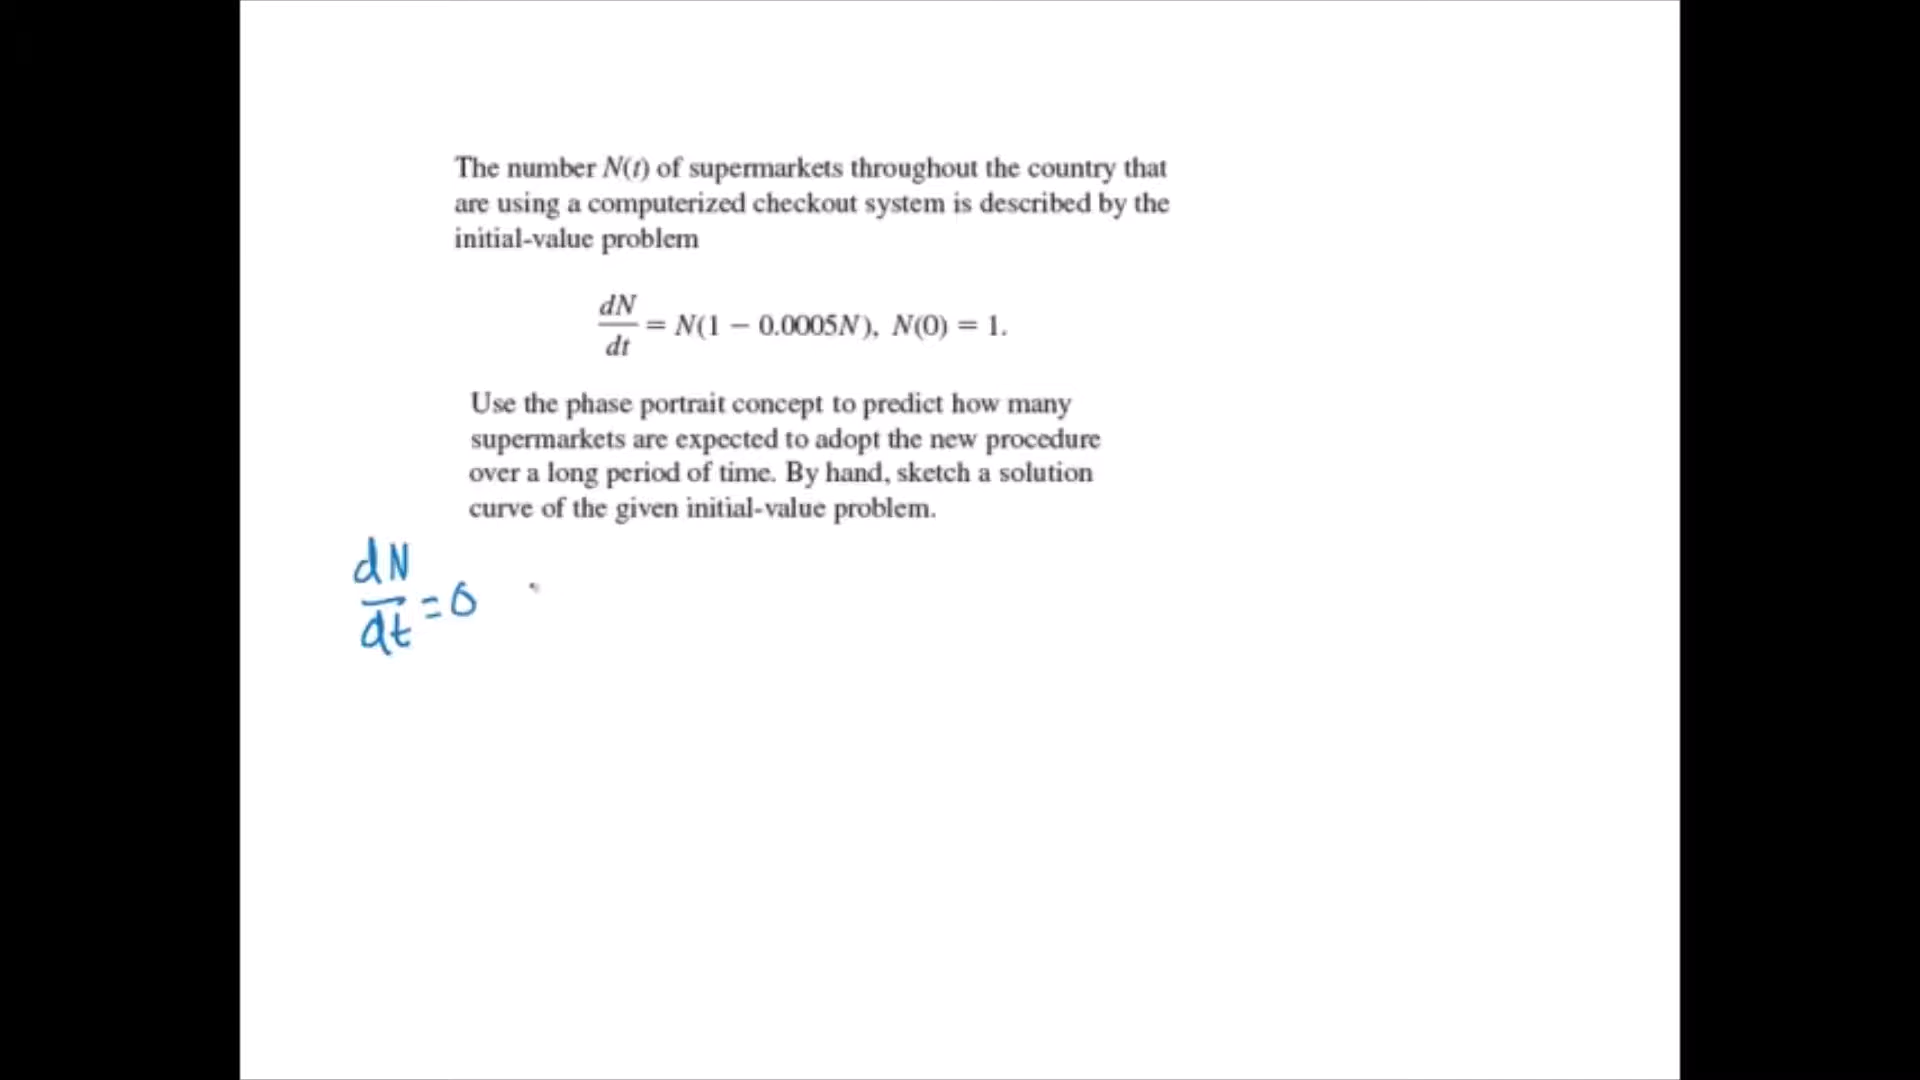 The number N(t) of supermarkets throughout the country that
are using a computerized checkout system is described by the
initial-value problem
dN/dt = N(1 − 0.0005N), N(0) = 1.
Use the phase portrait concept to predict how many
supermarkets are expected to adopt the new procedure
over a long period of time. By hand, sketch a solution
curve of the given initial-value problem.
dN/dt = 0